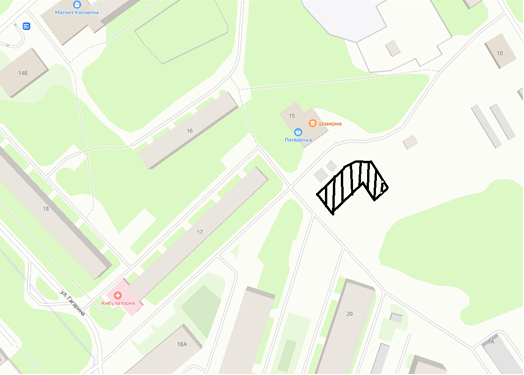 Магнит Косметик
14Б
10
15
Шаверма
Пятёрочка
16
18
17
ул. Гагарина
Амбулатория
18А
20